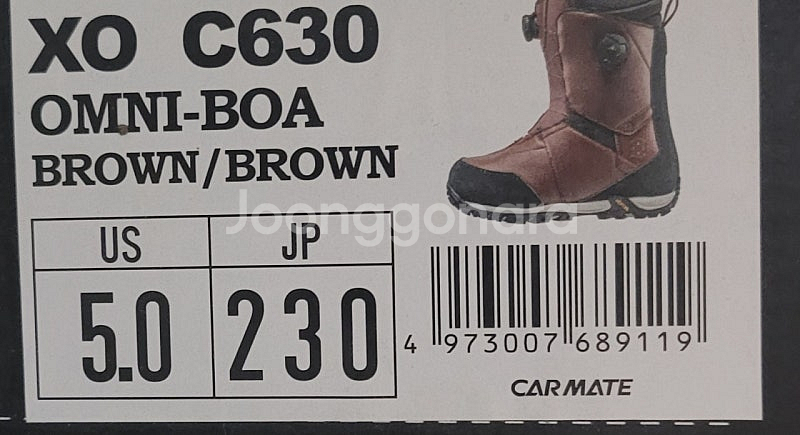 XO C630
OMNI-BOA
BROWN/BROWN
Joonggonara
US JP
5.0 230
4 973007 689119
CARMATE